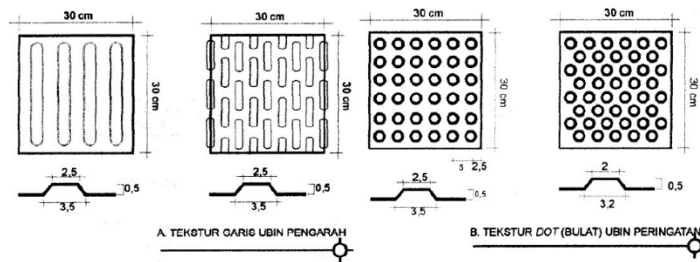 30 cm
30 cm
30 cm
30 cm
30 cm
30 cm
30 cm
30 cm
5 2,5
2,5
0,5
3,5
2,5
0,5
3,5
2,5
0,5
3,5
2
0,5
3,2
A. TEKSTUR GARIS UBIN PENGARAH
B. TEKSTUR DOT (BULAT) UBIN PERINGATAN